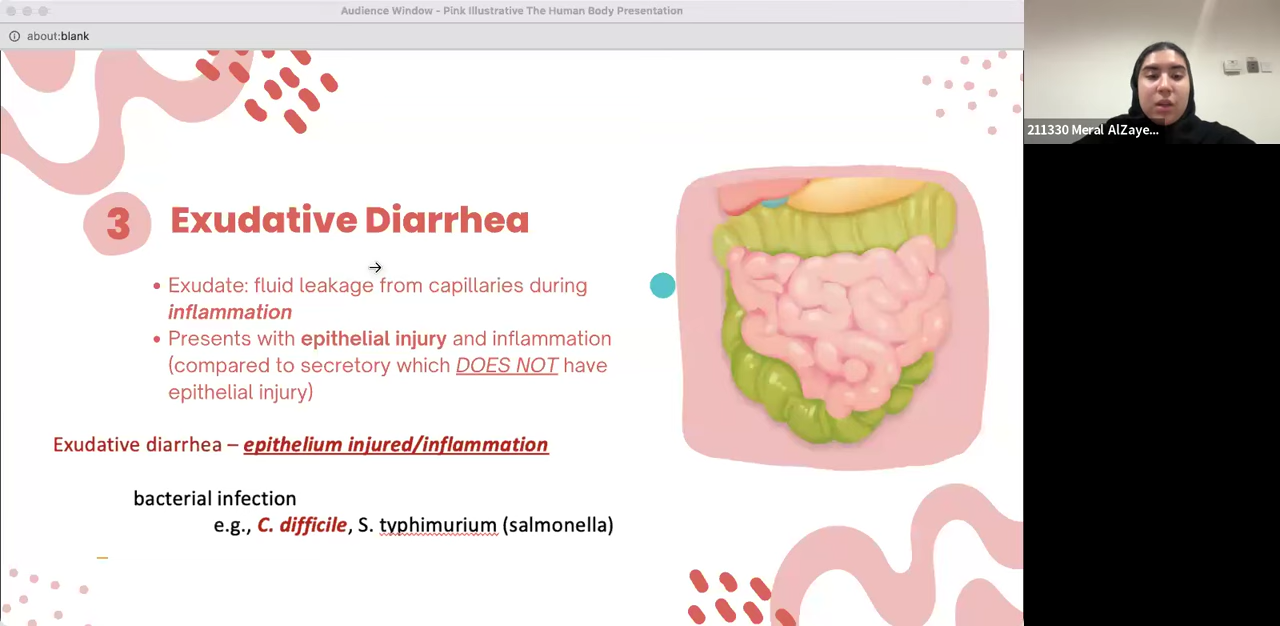 Audience Window - Pink Illustrative The Human Body Presentation
about:blank
211330 Meral AlZaye...
3
Exudative Diarrhea
• Exudate: fluid leakage from capillaries during
inflammation
• Presents with epithelial injury and inflammation
(compared to secretory which DOES NOT have
epithelial injury)
Exudative diarrhea – epithelium injured/inflammation
bacterial infection
e.g., C. difficile, S. typhimurium (salmonella)